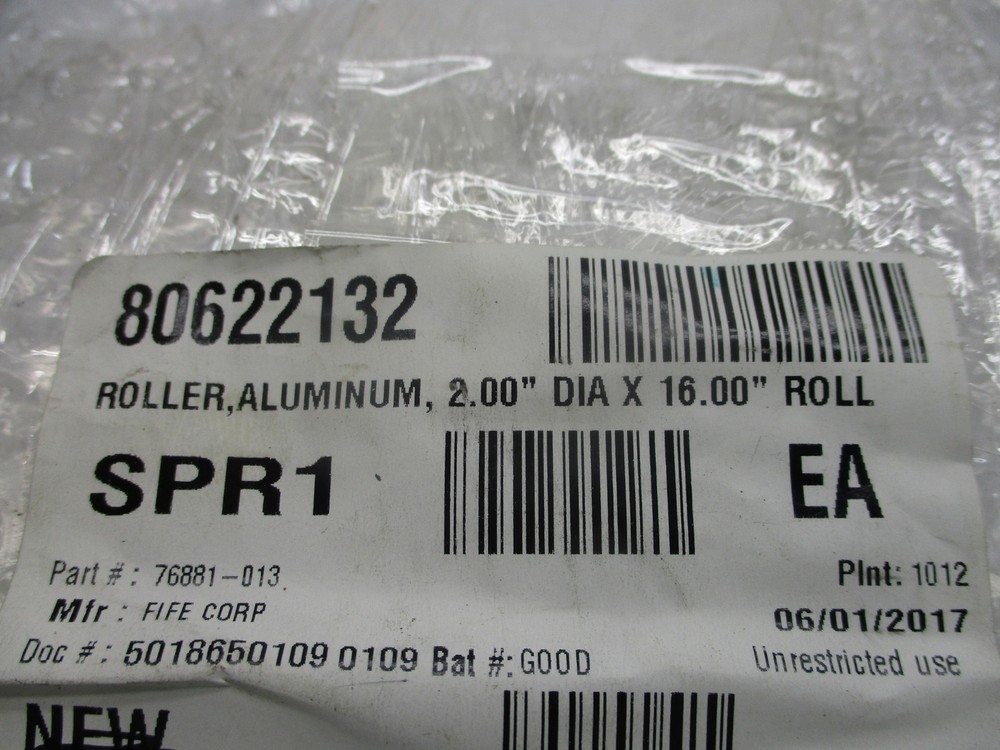 80622132
ROLLER,ALUMINUM, 2.00" DIA X 16.00" ROLL
SPR1 EA
Part #: 76881-013 Plnt: 1012
Mfr : FIFE CORP 06/01/2017
Doc #: 5018650109 0109 Bat #: GOOD Unrestricted use
NEW